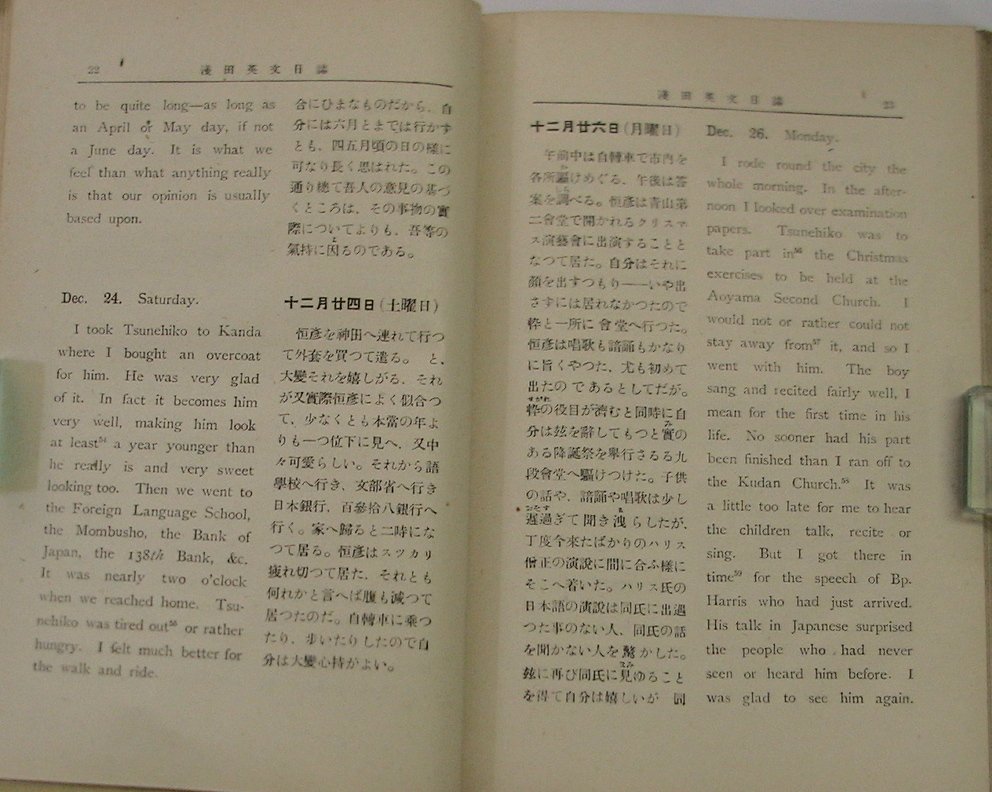 22
淺田英文日誌
to be quite long—as long as
an April or May day, if not
a June day. It is what we
feel than what anything really
is that our opinion is usually
based upon.
合にひまなものだから、自
分には六月とまでは行かず
とも、四五月頃の日の樣に
可なり長く思はれた。この
通り總て吾人の意見の基づ
くところは、その事物の實
際についてよりも、吾等の
氣持に因るのである。
Dec. 24. Saturday.
I took Tsunehiko to Kanda
where I bought an overcoat
for him. He was very glad
of it. In fact it becomes him
very well, making him look
at least⁵⁴ a year younger than
he really is and very sweet
looking too. Then we went to
the Foreign Language School,
the Mombusho, the Bank of
Japan, the 138th Bank, &c.
It was nearly two o'clock
when we reached home. Tsu-
nehiko was tired out⁵⁵ or rather
hungry. I felt much better for
the walk and ride.
十二月廿四日(土曜日)
恒彦を神田へ連れて行つ
て外套を買つて遣る。 と、
大變それを嬉しがる、それ
が又實際恒彦によく似合つ
て、少なくとも本當の年よ
りも一つ位下に見へ、又中
々可愛らしい。それから語
學校へ行き、文部省へ行き
日本銀行、百參拾八銀行へ
行く。家へ歸ると二時にな
つて居る。恒彦はスツカリ
疲れ切つて居た、それとも
何れかと言へば腹も減つて
居つたのだ。自轉車に乘つ
たり、歩いたりしたので自
分は大變心持がよい。
淺田英文日誌
23
十二月廿六日(月曜日)
午前中は自轉車で市内を
各所驅けめぐる、午後は答
案を調べる。恒彦は青山第
二會堂で開かれるクリスマ
ス演藝會に出演することと
なつて居た。自分はそれに
顏を出すつもり——いや出
さずには居れなかつたので
一所に會堂へ行つた。
恒彦は唱歌も諳誦もかなり
に旨くやつた、尤も初めて
出たのであるとしてだが。
の役目が濟むと同時に自
分は玆を辭してもつと實の
ある降誕祭を擧行さるる九
段會堂へ驅けつけた。子供
の話や、諳誦や唱歌は少し
遲過ぎて聞き洩らしたが、
丁度今來たばかりのハリス
僧正の演説に間に合ふ樣に
そこへ着いた。ハリス氏の
日本語の演説は同氏に出遇
つた事のない人、同氏の話
を聞かない人を驚かした。
玆に再び同氏に見ゆること
を得て自分は嬉しいが 同
Dec. 26. Monday.
I rode round the city the
whole morning. In the after-
noon I looked over examination
papers. Tsunehiko was to
take part in⁵⁶ the Christmas
exercises to be held at the
Aoyama Second Church. I
would not or rather could not
stay away from⁵⁷ it, and so I
went with him. The boy
sang and recited fairly well, I
mean for the first time in his
life. No sooner had his part
been finished than I ran off to
the Kudan Church.⁵⁸ It was
a little too late for me to hear
the children talk, recite or
sing. But I got there in
time⁵⁹ for the speech of Bp.
Harris who had just arrived.
His talk in Japanese surprised
the people who had never
seen or heard him before. I
was glad to see him again.